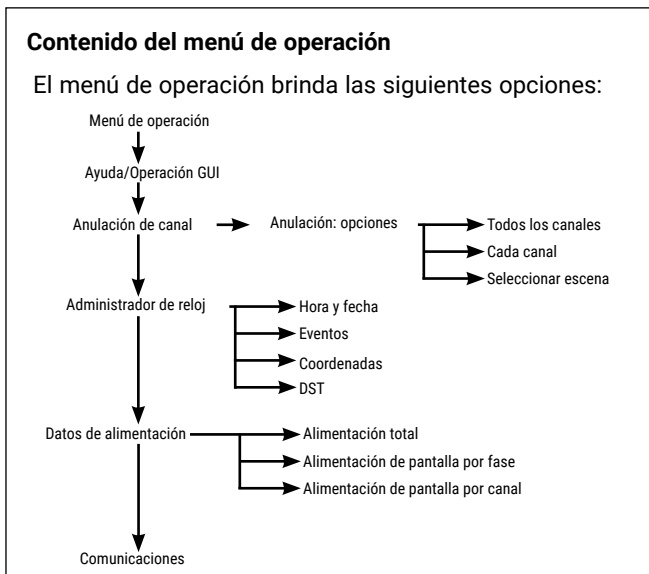 Contenido del menú de operación
El menú de operación brinda las siguientes opciones:
Menú de operación
Ayuda/Operación GUI
Anulación de canal
Anulación: opciones
Todos los canales
Cada canal
Seleccionar escena
Administrador de reloj
Hora y fecha
Eventos
Coordenadas
DST
Datos de alimentación
Alimentación total
Alimentación de pantalla por fase
Alimentación de pantalla por canal
Comunicaciones